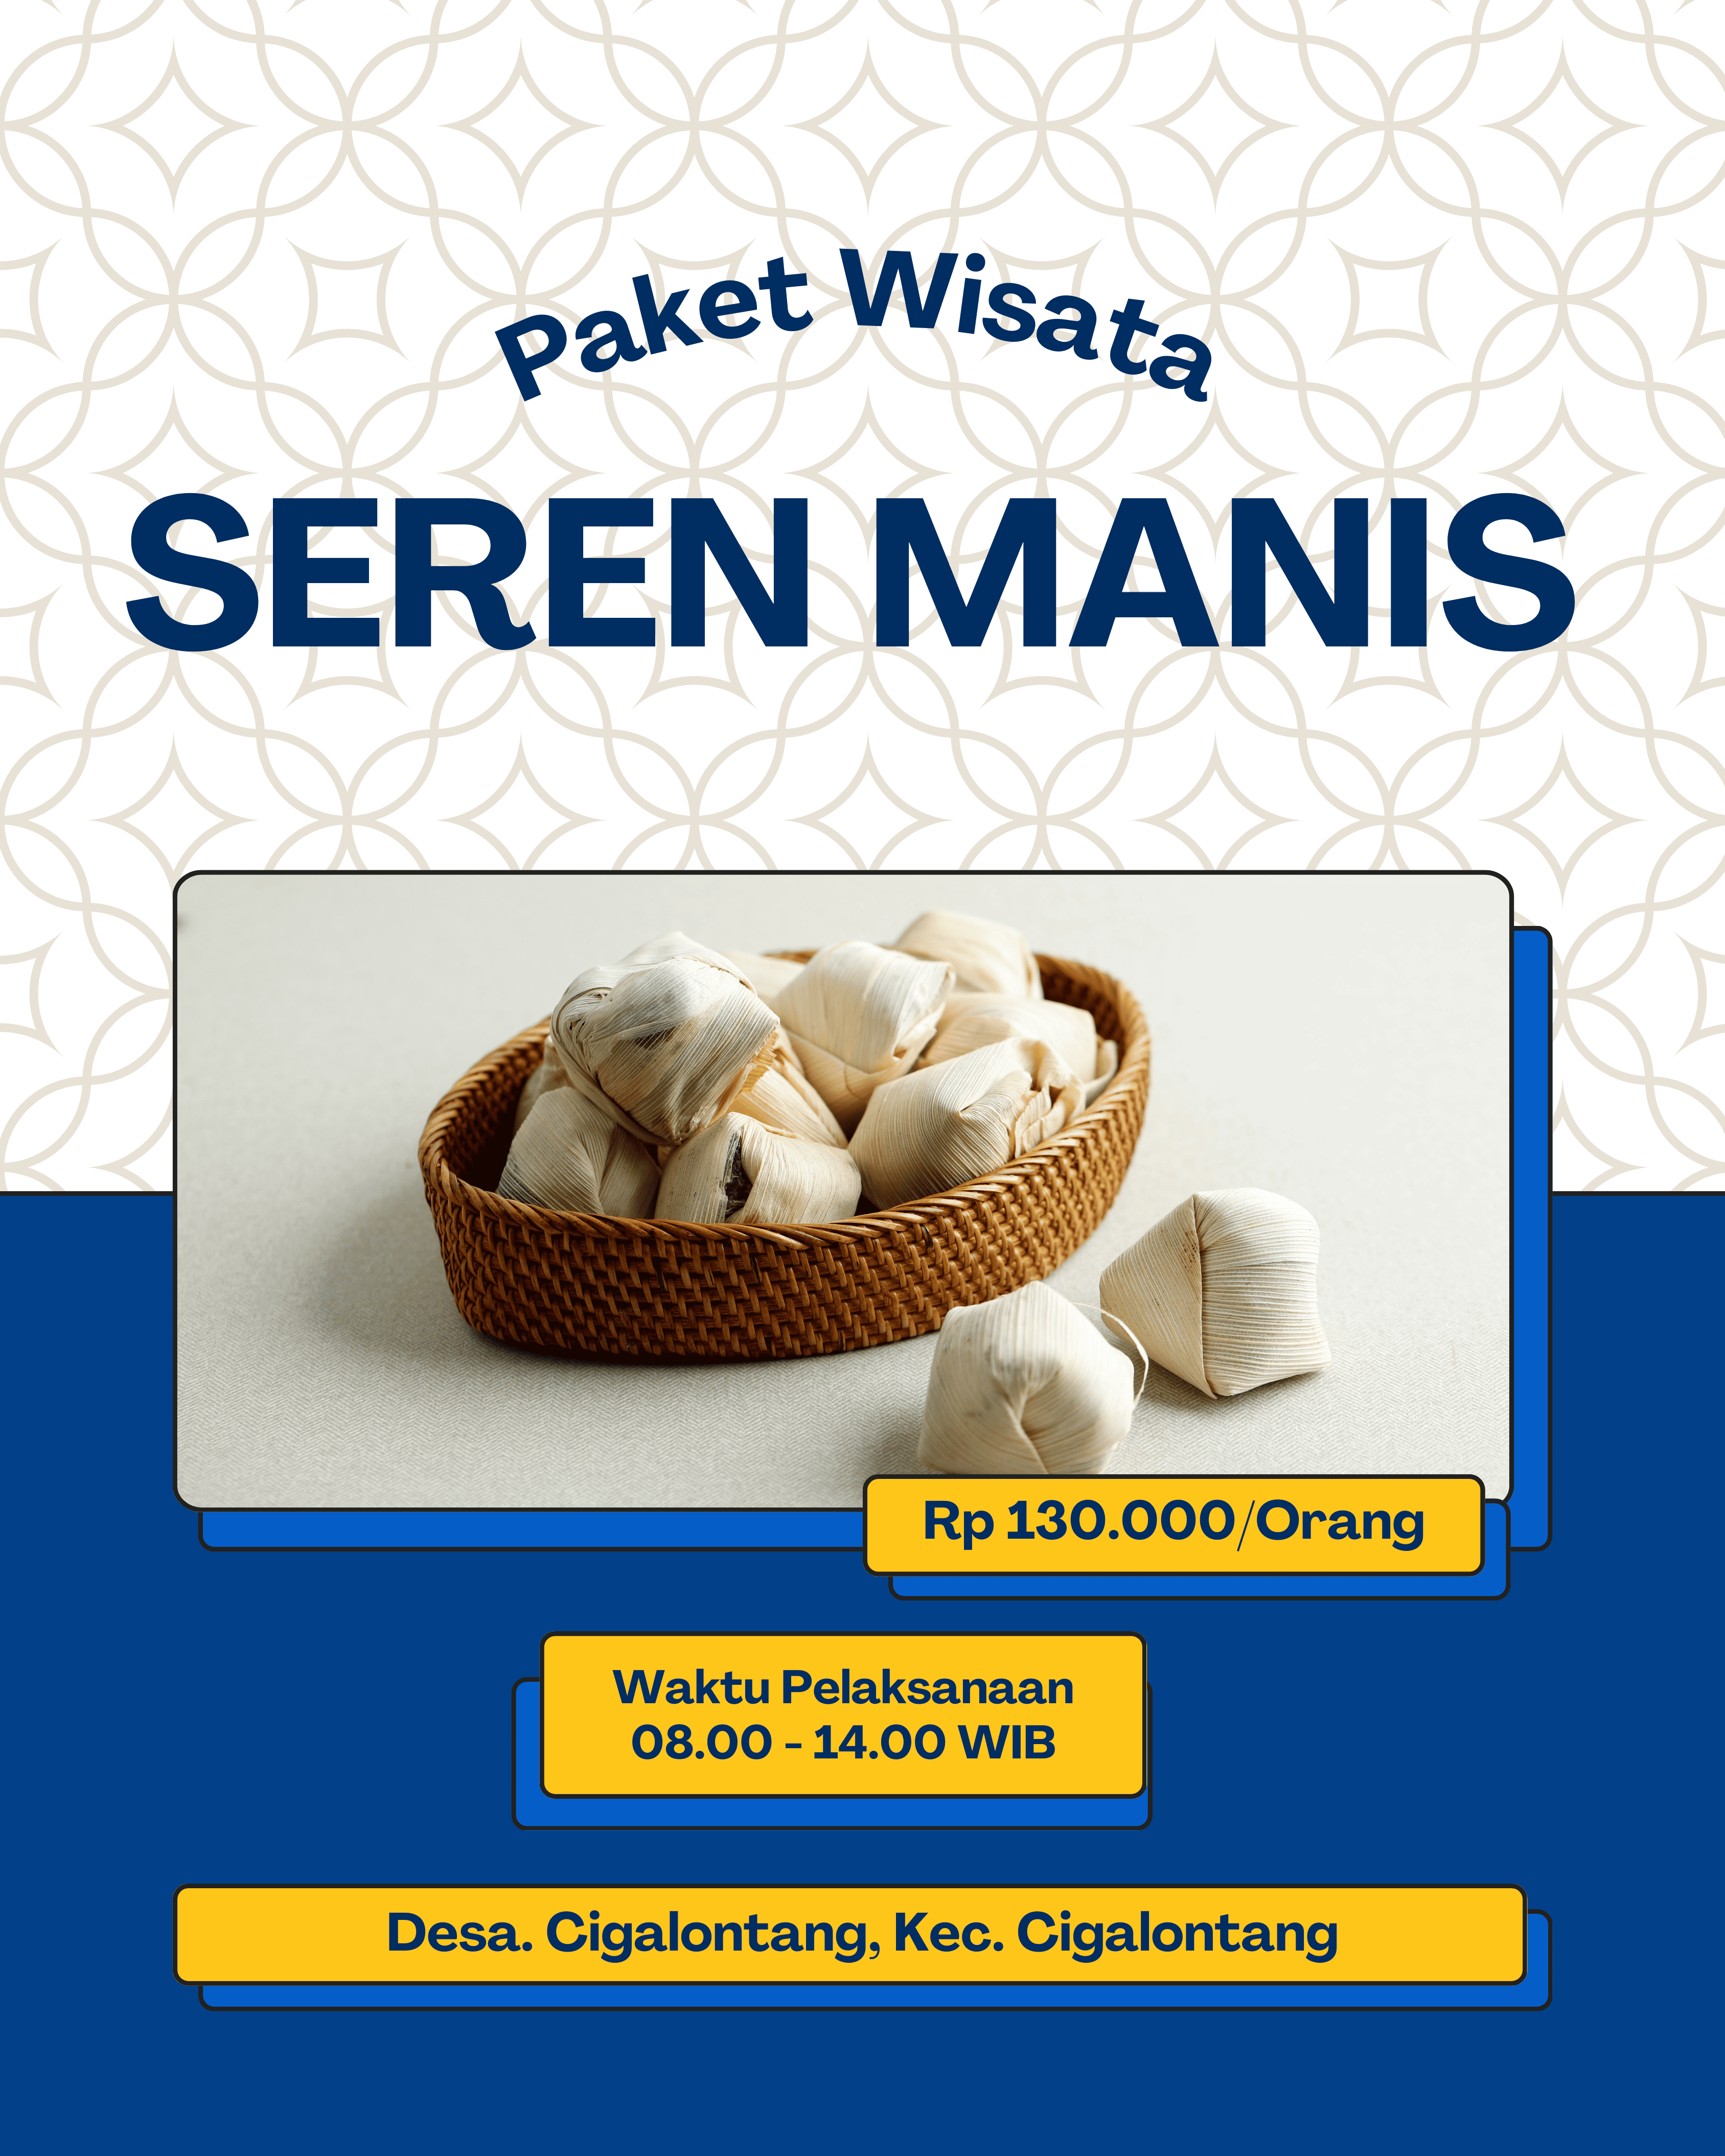 Paket Wisata
SEREN MANIS
Rp 130.000/Orang
Waktu Pelaksanaan
08.00 - 14.00 WIB
Desa. Cigalontang, Kec. Cigalontang